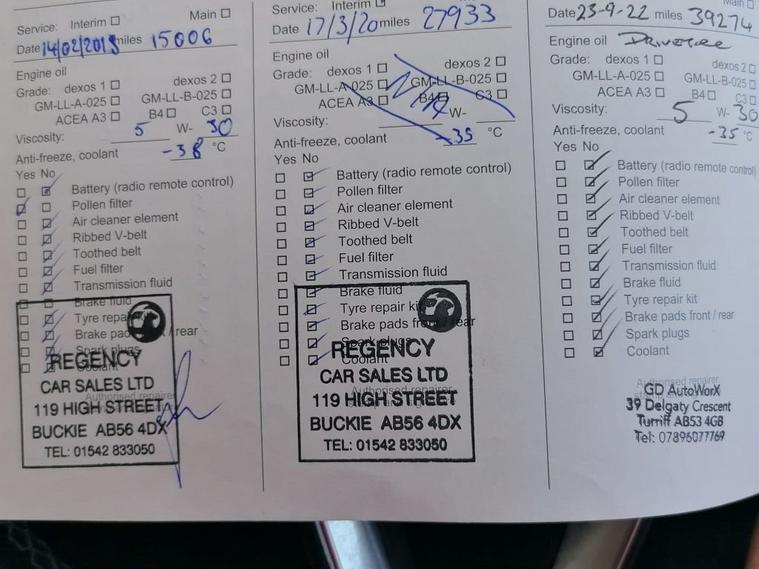 Service: Interim Main
Date 14/02/2019 miles 15006
Engine oil
Grade: dexos 1 dexos 2
GM-LL-A-025 GM-LL-B-025
ACEA A3 B4 C3
Viscosity: 5 W- 30
Anti-freeze, coolant -38 °C
Yes No
Battery (radio remote control)
Pollen filter
Air cleaner element
Ribbed V-belt
Toothed belt
Fuel filter
Transmission fluid
Brake fluid
Tyre repair kit
Brake pads / rear
Spark plugs
Coolant
Authorised repairer
REGENCY
CAR SALES LTD
119 HIGH STREET
BUCKIE AB56 4DX
TEL: 01542 833050
Service: Interim
Date 17/3/20 miles 27933
Engine oil
Grade: dexos 1 dexos 2
GM-LL-A-025 GM-LL-B-025
ACEA A3 B4 C3
Viscosity: W-
Anti-freeze, coolant -35 °C
Yes No
Battery (radio remote control)
Pollen filter
Air cleaner element
Ribbed V-belt
Toothed belt
Fuel filter
Transmission fluid
Brake fluid
Tyre repair kit
Brake pads front / rear
Spark plugs
Coolant
Authorised repairer
REGENCY
CAR SALES LTD
119 HIGH STREET
BUCKIE AB56 4DX
TEL: 01542 833050
Main
Date 23-9-22 miles 39274
Engine oil
Grade: dexos 1 dexos 2
GM-LL-A-025 GM-LL-B-025
ACEA A3 B4 C3
Viscosity: 5 W- 30
Anti-freeze, coolant -35 °C
Yes No
Battery (radio remote control)
Pollen filter
Air cleaner element
Ribbed V-belt
Toothed belt
Fuel filter
Transmission fluid
Brake fluid
Tyre repair kit
Brake pads front / rear
Spark plugs
Coolant
Authorised repairer
GD AutoWorX
39 Delgaty Crescent
Turriff AB53 4GB
Tel: 07895077769